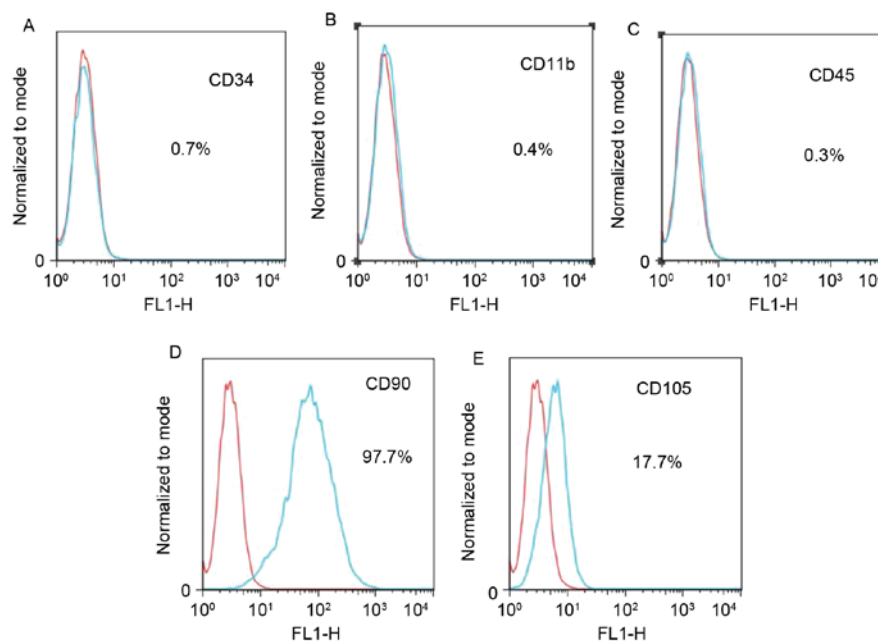 A
Normalized to mode
CD34
0.7%
0
10⁰ 10¹ 10² 10³ 10⁴
FL1-H
B
Normalized to mode
CD11b
0.4%
0
10⁰ 10¹ 10² 10³ 10⁴
FL1-H
C
Normalized to mode
CD45
0.3%
0
10⁰ 10¹ 10² 10³ 10⁴
FL1-H
D
Normalized to mode
CD90
97.7%
0
10⁰ 10¹ 10² 10³ 10⁴
FL1-H
E
Normalized to mode
CD105
17.7%
0
10⁰ 10¹ 10² 10³ 10⁴
FL1-H